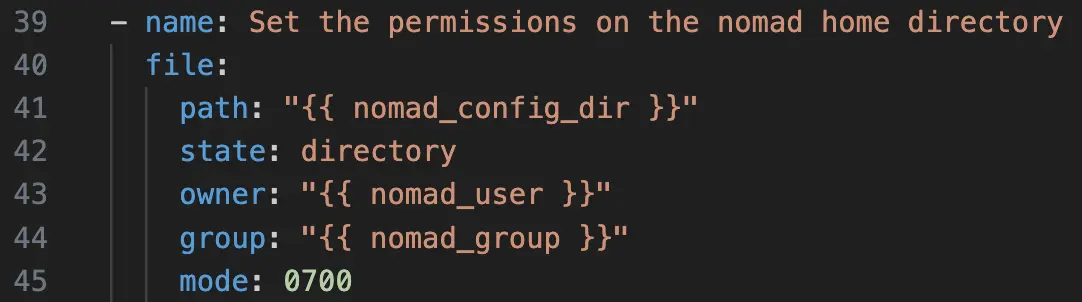 39 - name: Set the permissions on the nomad home directory
40 file:
41 path: "{{ nomad_config_dir }}"
42 state: directory
43 owner: "{{ nomad_user }}"
44 group: "{{ nomad_group }}"
45 mode: 0700